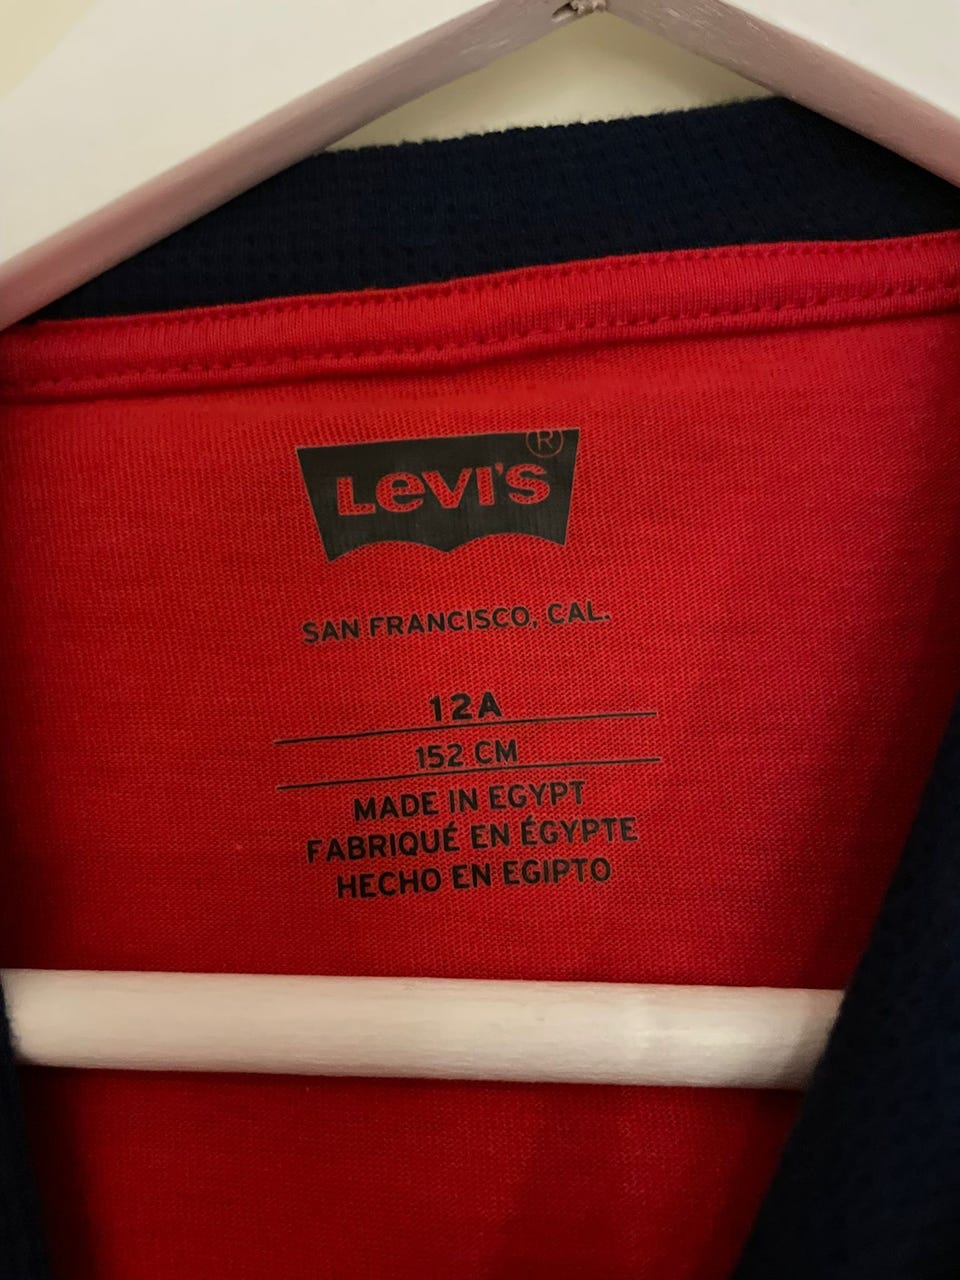 LEVI'S ®
SAN FRANCISCO, CAL.
12A
152 CM
MADE IN EGYPT
FABRIQUÉ EN ÉGYPTE
HECHO EN EGIPTO